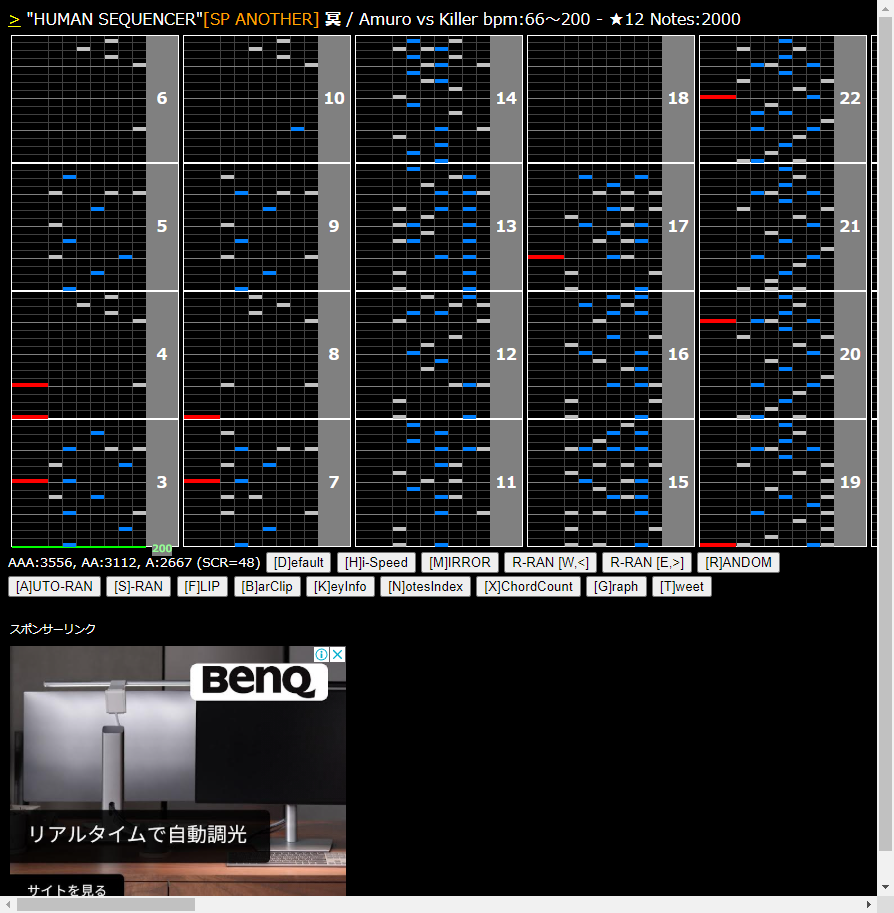 > "HUMAN SEQUENCER"[SP ANOTHER] 冥 / Amuro vs Killer bpm:66～200 - ★12 Notes:2000
6 10 14 18 22
5 9 13 17 21
4 8 12 16 20
3 7 11 15 19
200
AAA:3556, AA:3112, A:2667 (SCR=48) [D]efault [H]i-Speed [M]IRROR R-RAN [W,<] R-RAN [E,>] [R]ANDOM
[A]UTO-RAN [S]-RAN [F]LIP [B]arClip [K]eyInfo [N]otesIndex [X]ChordCount [G]raph [T]weet
スポンサーリンク
BenQ
リアルタイムで自動調光
サイトを見る